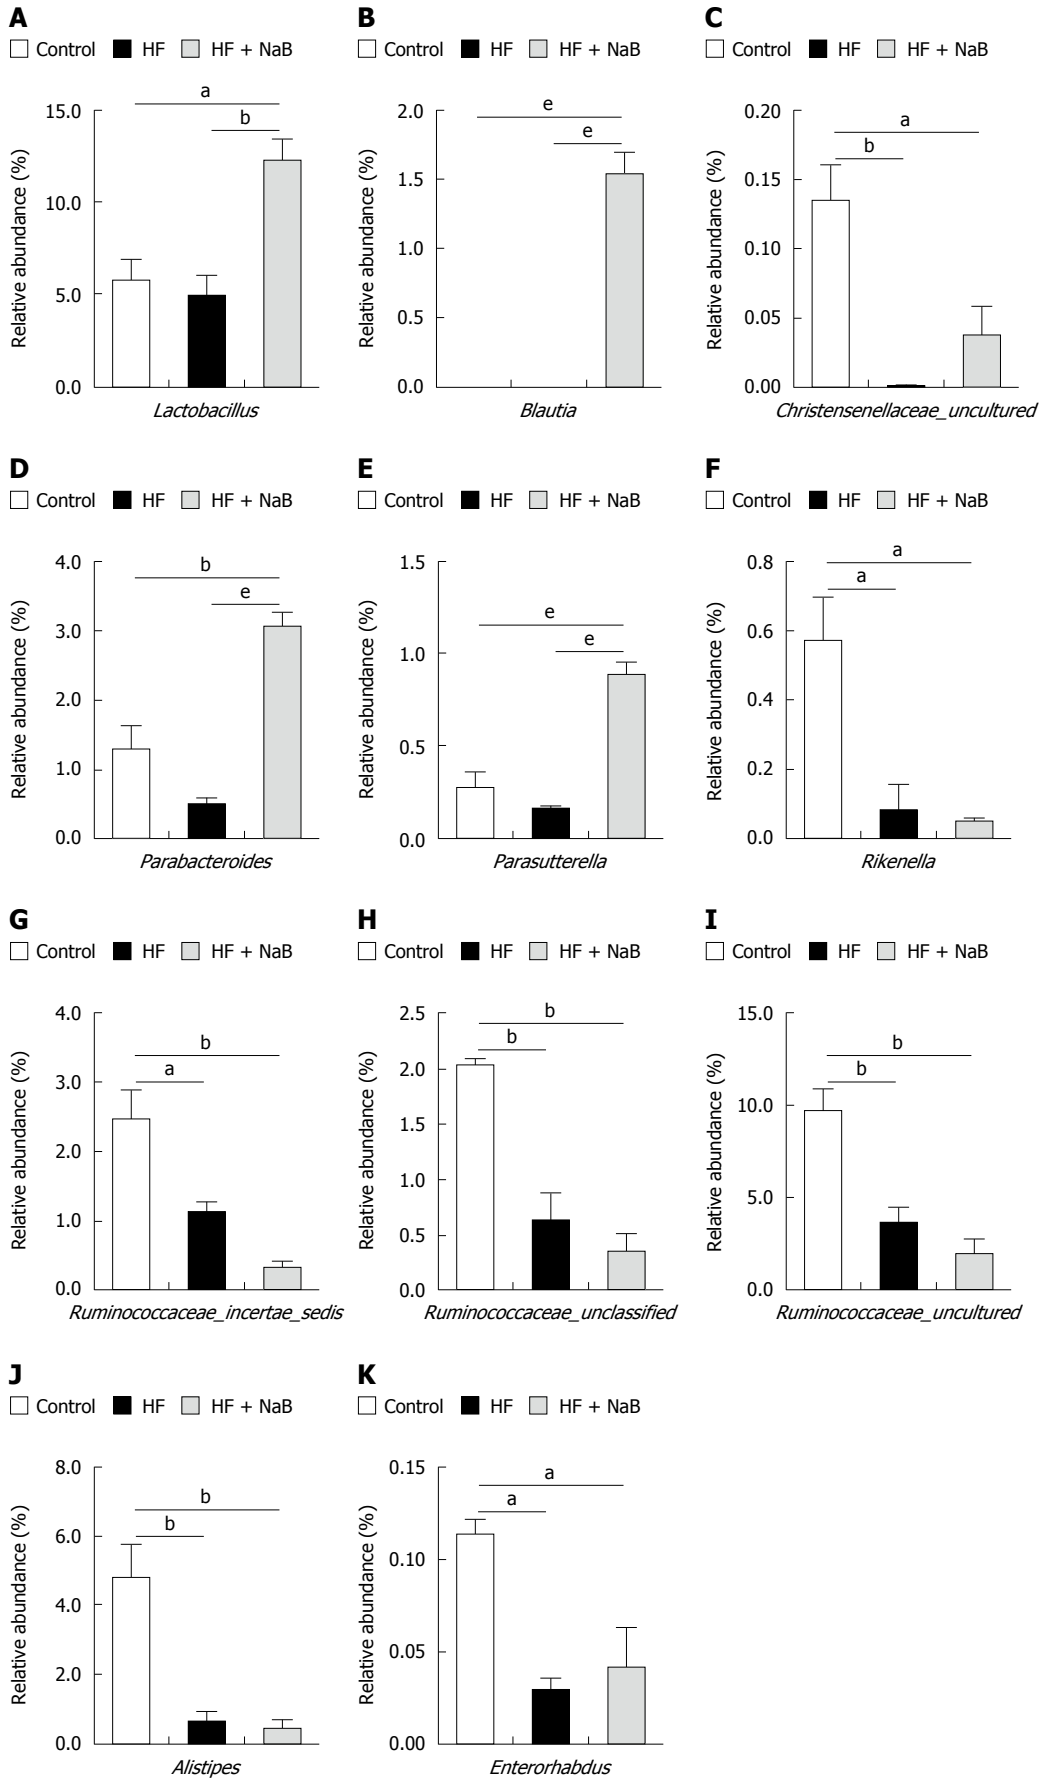 A
B
C
Control HF HF + NaB
Control HF HF + NaB
Control HF HF + NaB
a
b
15.0
10.0
5.0
0.0
Relative abundance (%)
Lactobacillus
e
e
2.0
1.5
1.0
0.5
0.0
Relative abundance (%)
Blautia
a
b
0.20
0.15
0.10
0.05
0.00
Relative abundance (%)
Christensenellaceae_uncultured
D
E
F
Control HF HF + NaB
Control HF HF + NaB
Control HF HF + NaB
b
e
4.0
3.0
2.0
1.0
0.0
Relative abundance (%)
Parabacteroides
e
e
1.5
1.0
0.5
0.0
Relative abundance (%)
Parasutterella
a
a
0.8
0.6
0.4
0.2
0.0
Relative abundance (%)
Rikenella
G
H
I
Control HF HF + NaB
Control HF HF + NaB
Control HF HF + NaB
b
a
4.0
3.0
2.0
1.0
0.0
Relative abundance (%)
Ruminococcaceae_incertae_sedis
b
b
2.5
2.0
1.5
1.0
0.5
0.0
Relative abundance (%)
Ruminoccaceae_unclassified
b
b
15.0
10.0
5.0
0.0
Relative abundance (%)
Ruminococcaceae_uncultured
J
K
Control HF HF + NaB
Control HF HF + NaB
b
b
8.0
6.0
4.0
2.0
0.0
Relative abundance (%)
Alistipes
a
a
0.15
0.10
0.05
0.00
Relative abundance (%)
Enterorhabdus